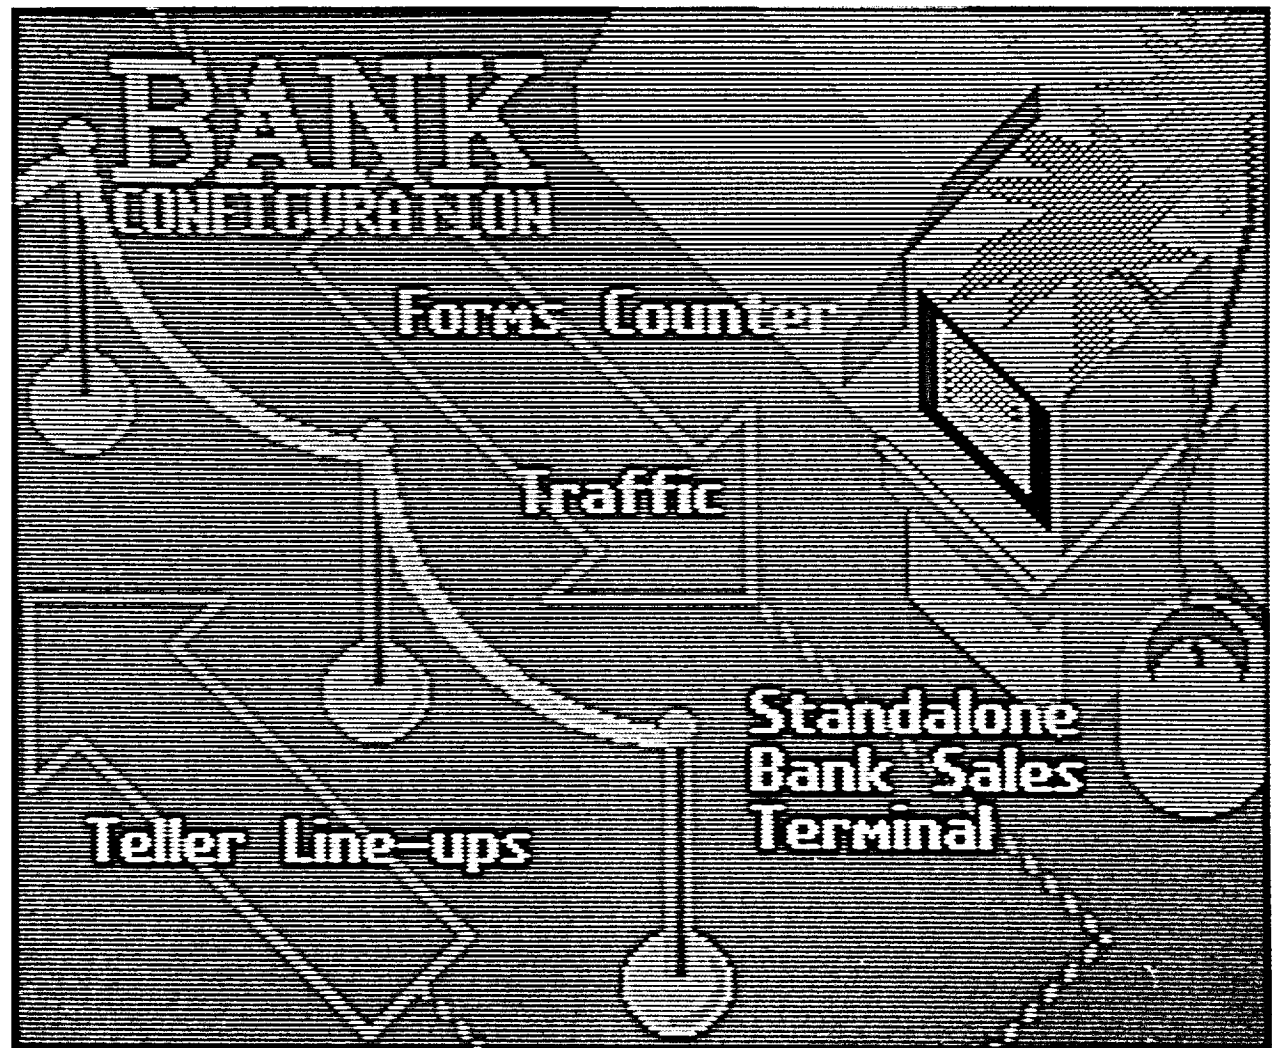 BANK
CONFIGURATION
Forms Counter
Traffic
Standalone
Bank Sales
Terminal
Teller Line-ups